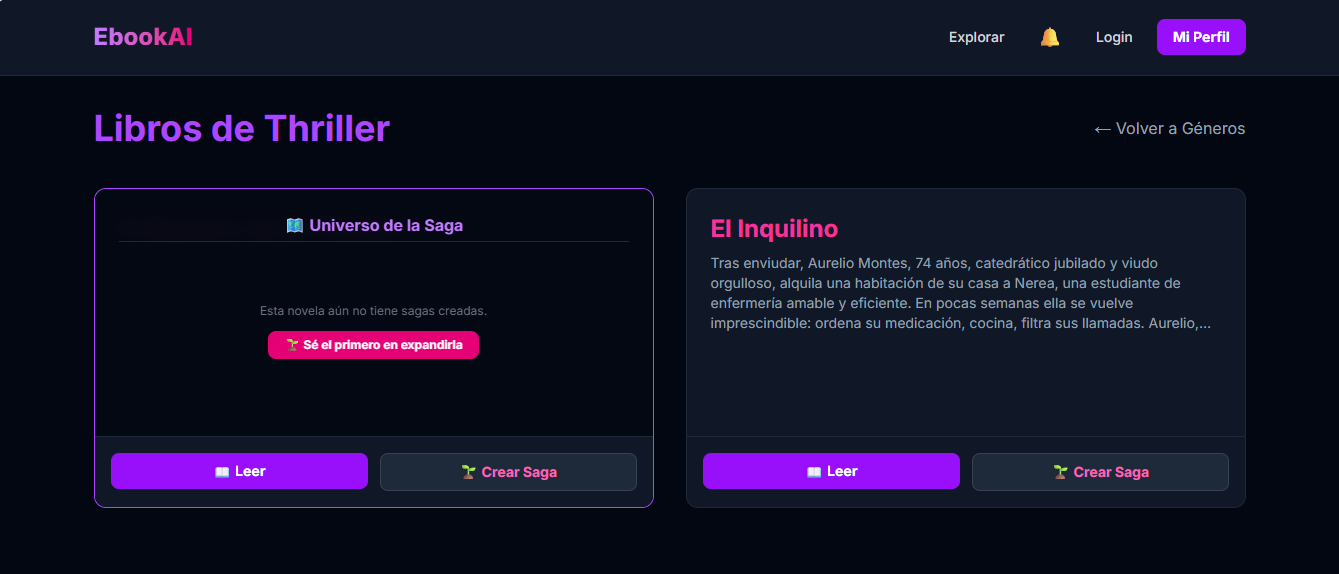 EbookAI
Explorar
Login
Mi Perfil
Libros de Thriller
← Volver a Géneros
Universo de la Saga
Esta novela aún no tiene sagas creadas.
Sé el primero en expandirla
Leer
Crear Saga
El Inquilino
Tras enviudar, Aurelio Montes, 74 años, catedrático jubilado y viudo
orgulloso, alquila una habitación de su casa a Nerea, una estudiante de
enfermería amable y eficiente. En pocas semanas ella se vuelve
imprescindible: ordena su medicación, cocina, filtra sus llamadas. Aurelio,...
Leer
Crear Saga